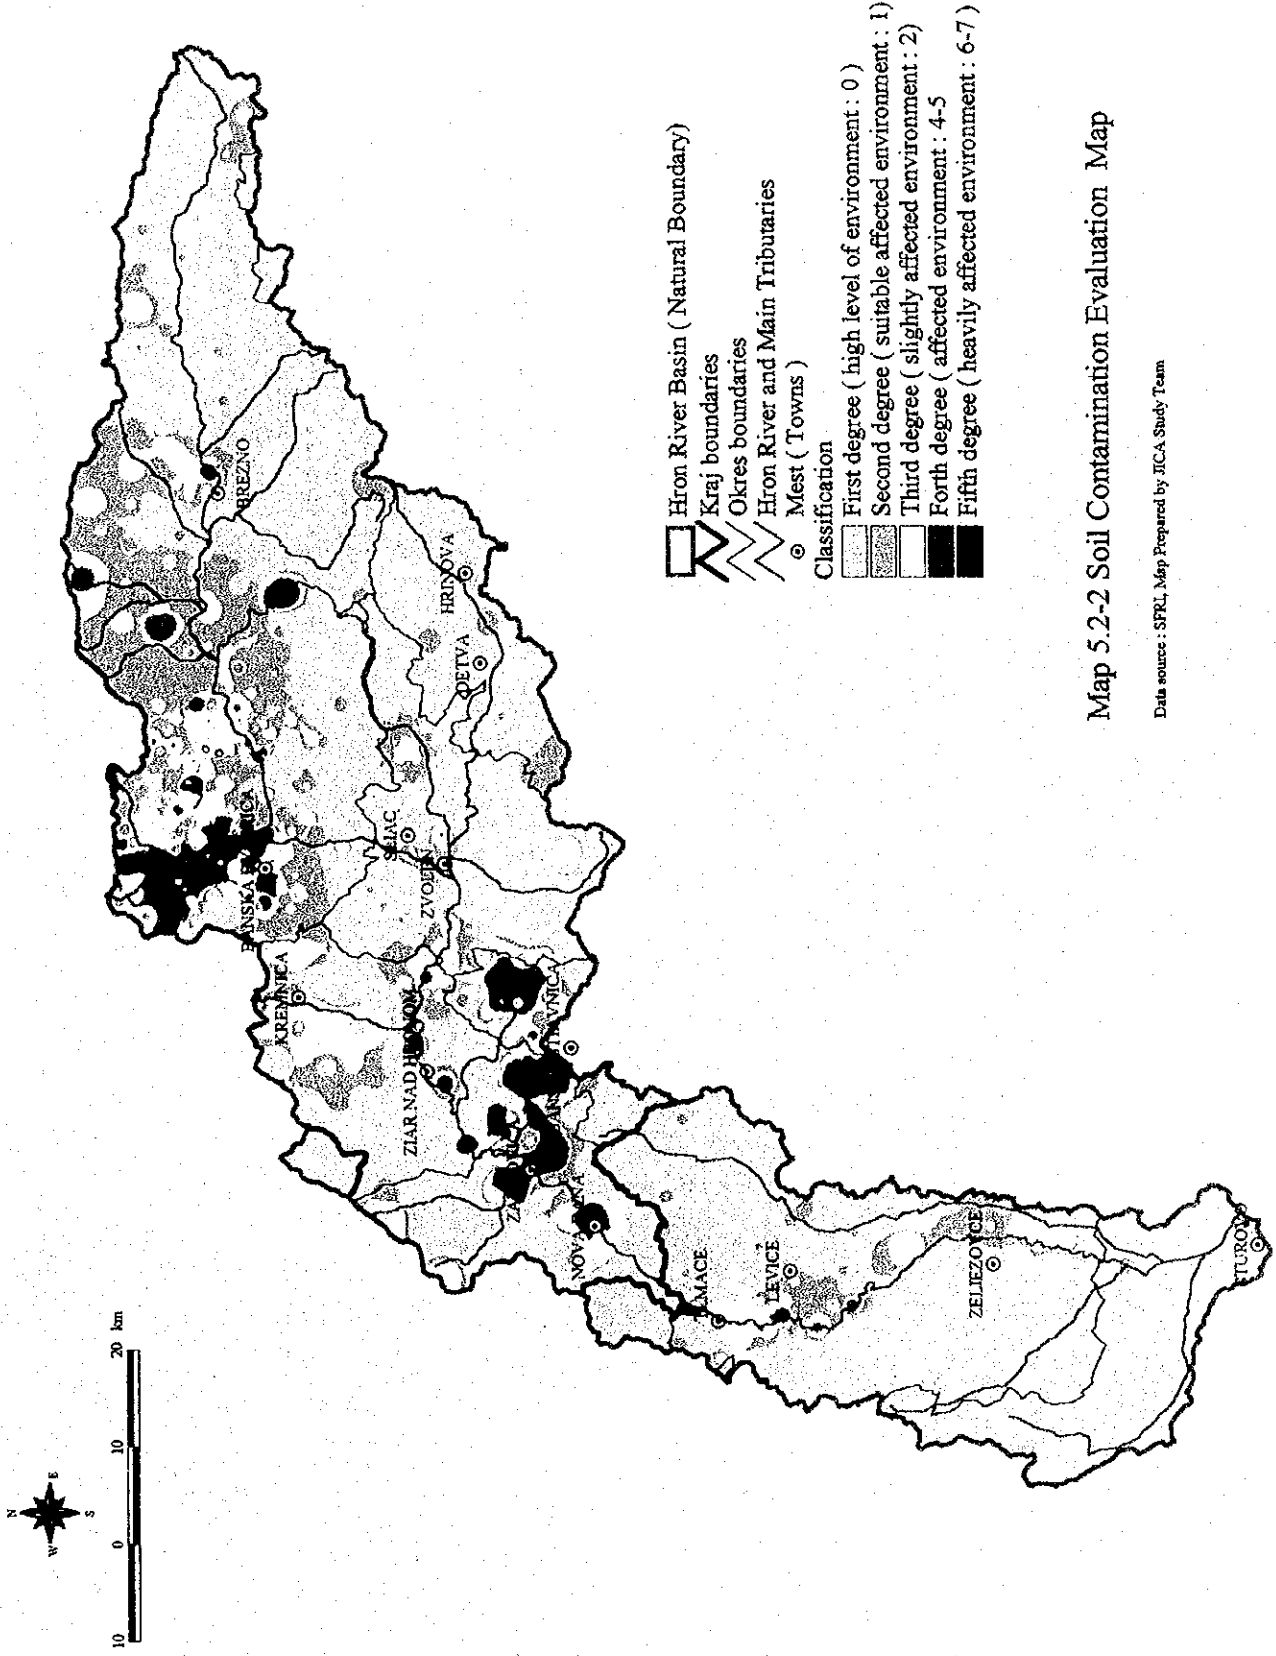 N
W E
S
10 0 10 20 km
BREZNO
HRINOVA
DETVA
SLIAC
ZVOLEN
KREMNICA
ZIAR NAD HRONOM
NOVA
LEVICE
ZELIEZOVCE
Hron River Basin ( Natural Boundary)
Kraj boundaries
Okres boundaries
Hron River and Main Tributaries
Mest ( Towns )
Classification
First degree ( high level of environment : 0 )
Second degree ( suitable affected environment : 1)
Third degree ( slightly affected environment : 2)
Forth degree ( affected environment : 4-5
Fifth degree ( heavily affected environment : 6-7 )
Map 5.2-2 Soil Contamination Evaluation Map
Data source : SFRI, Map Prepared by JICA Study Team